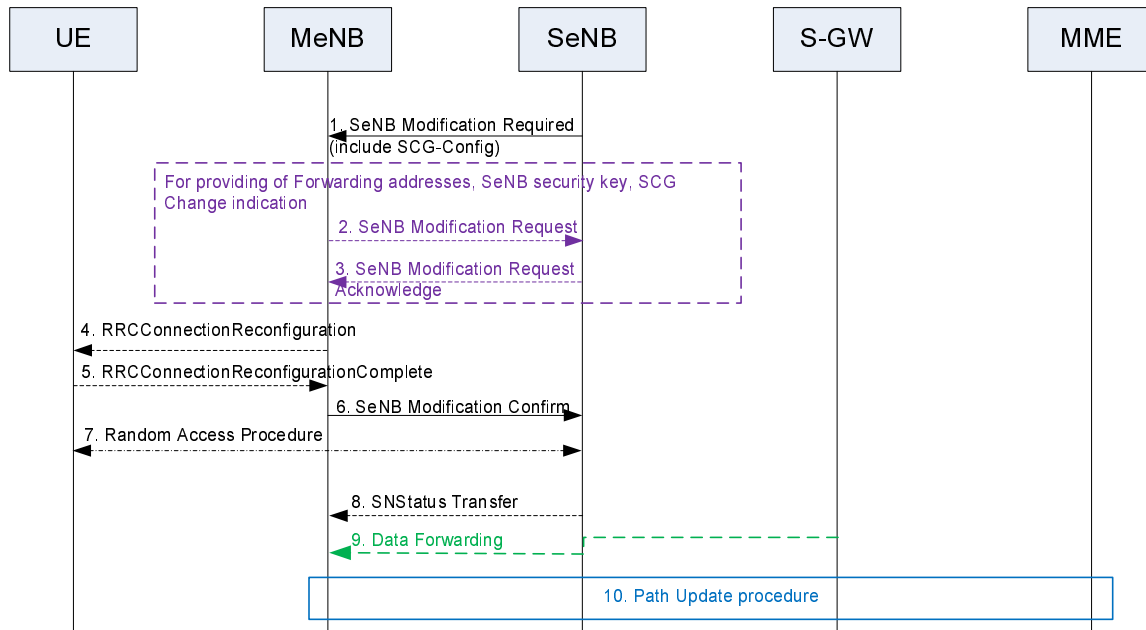 UE
MeNB
SeNB
S-GW
MME
1. SeNB Modification Required
(include SCG-Config)
For providing of Forwarding addresses, SeNB security key, SCG
Change indication
2. SeNB Modification Request
3. SeNB Modification Request
Acknowledge
4. RRCConnectionReconfiguration
5. RRCConnectionReconfigurationComplete
6. SeNB Modification Confirm
7. Random Access Procedure
8. SNStatus Transfer
9. Data Forwarding
10. Path Update procedure